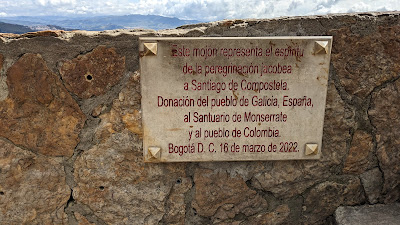 Este mojón representa el espíritu
de la peregrinación jacobea
a Santiago de Compostela.
Donación del pueblo de Galicia, España,
al Santuario de Monserrate
y al pueblo de Colombia.
Bogotá D. C. 16 de marzo de 2022.